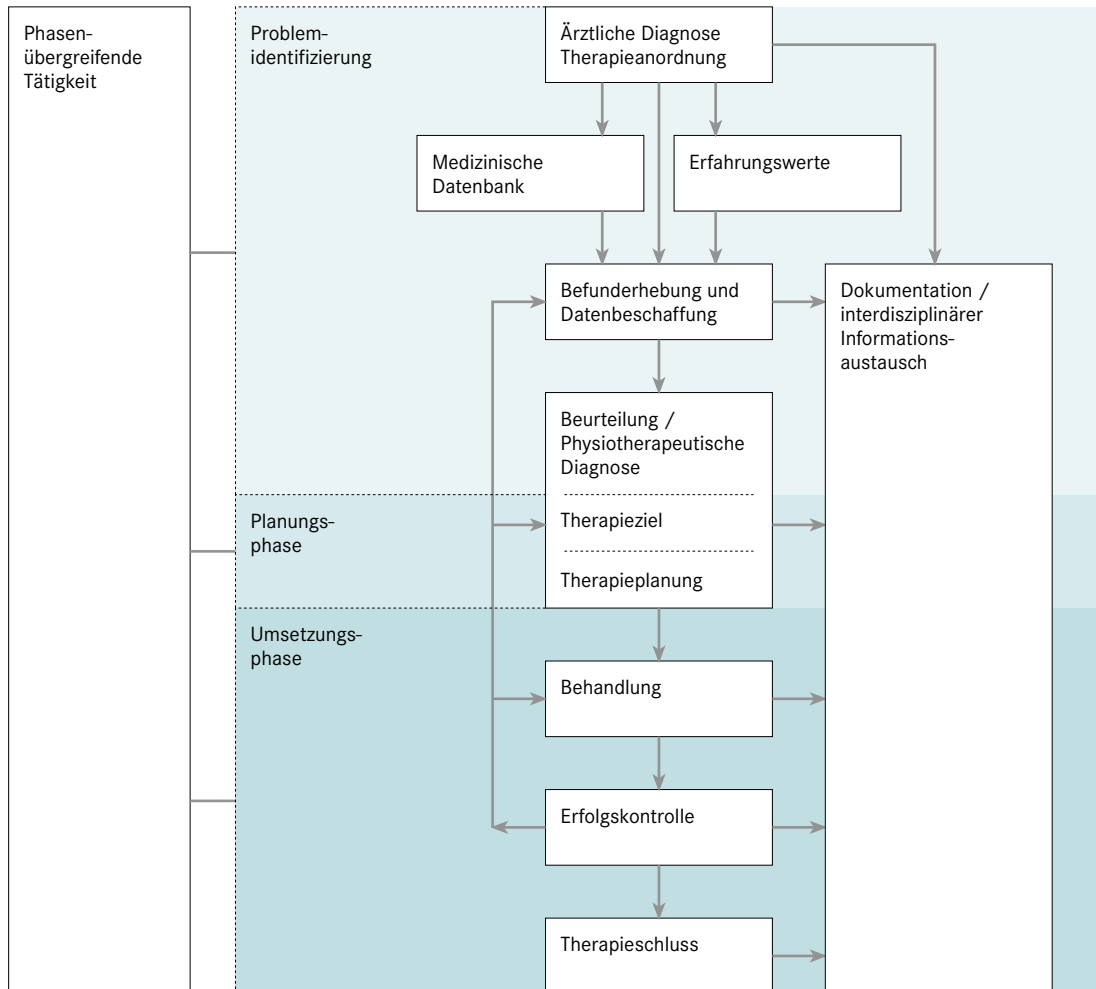 Phasen-
übergreifende
Tätigkeit
Problem-
identifizierung
Ärztliche Diagnose
Therapieanordnung
Medizinische
Datenbank
Erfahrungswerte
Befunderhebung und
Datenbeschaffung
Dokumentation /
interdisziplinärer
Informations-
austausch
Beurteilung /
Physiotherapeutische
Diagnose
Planungs-
phase
Therapieziel
Therapieplanung
Umsetzungs-
phase
Behandlung
Erfolgskontrolle
Therapieschluss